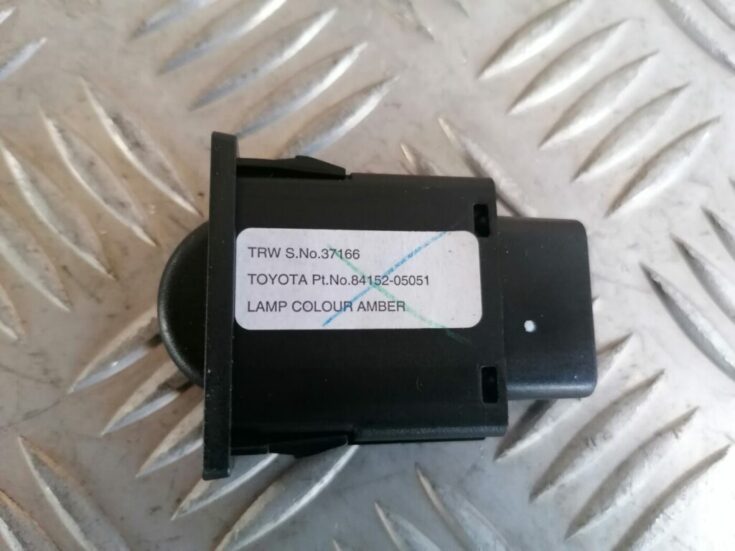 TRW S.No.37166
TOYOTA Pt.No.84152-05051
LAMP COLOUR AMBER